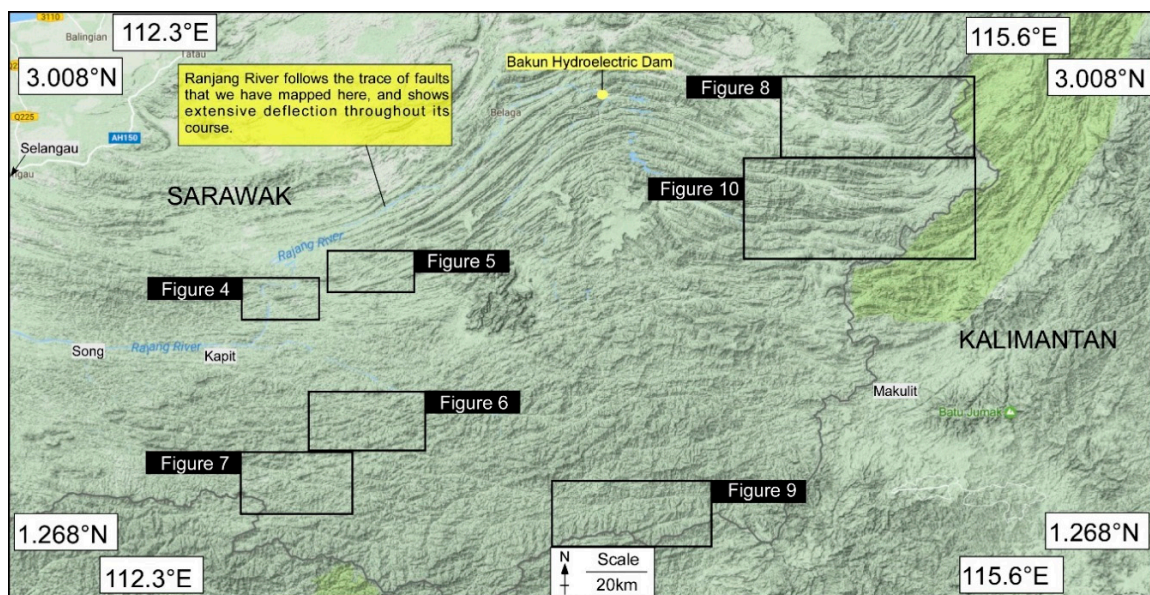 3110
Balingian
112.3°E
115.6°E
Tatau
3.008°N
3.008°N
Bakun Hydroelectric Dam
Ranjang River follows the trace of faults
that we have mapped here, and shows
extensive deflection throughout its
course.
Figure 8
Belaga
Q225
AH150
Selangau
SARAWAK
Figure 10
Rajang River
Figure 5
Figure 4
KALIMANTAN
Song
Rajang River
Kapit
Makulit
Figure 6
Batu Jumak
Figure 7
Figure 9
1.268°N
1.268°N
N
Scale
20km
112.3°E
115.6°E